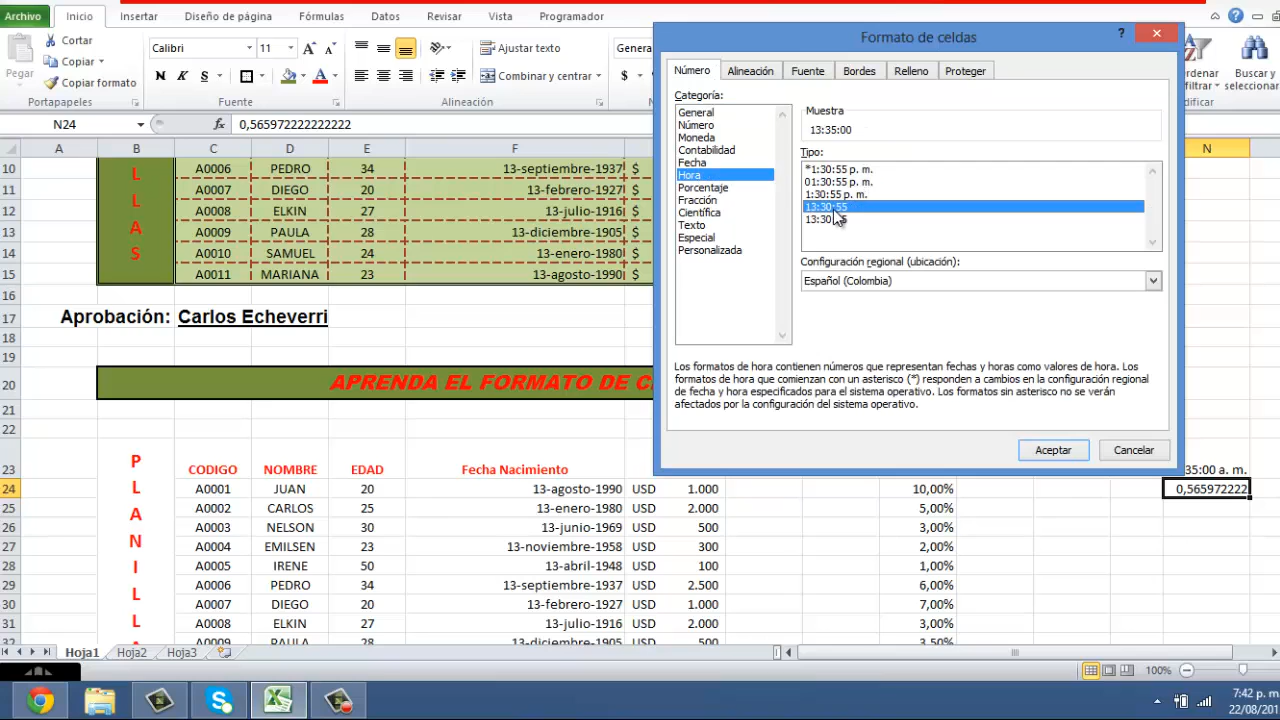 Archivo Inicio Insertar Diseño de página Fórmulas Datos Revisar Vista Programador
Cortar
Copiar
Copiar formato
Pegar
Portapapeles
Calibri 11
N K S
Fuente
Ajustar texto
Combinar y centrar
Alineación
$
Buscar y
N24 fx 0,565972222222222
A B C D E F N
10 A0006 PEDRO 34 13-septiembre-1937 $
11 A0007 DIEGO 20 13-febrero-1927 $
12 A0008 ELKIN 27 13-julio-1916 $
13 A0009 PAULA 28 13-diciembre-1905 $
14 A0010 SAMUEL 24 13-enero-1980 $
15 A0011 MARIANA 23 13-agosto-1990 $
L
L
A
S
16
17 Aprobación: Carlos Echeverri
18
19
20 APRENDA EL FORMATO DE C
21
22
23 CODIGO NOMBRE EDAD Fecha Nacimiento 35:00 a. m.
24 A0001 JUAN 20 13-agosto-1990 USD 1.000 10,00% 0,565972222
25 A0002 CARLOS 25 13-enero-1980 USD 2.000 5,00%
26 A0003 NELSON 30 13-junio-1969 USD 500 3,00%
27 A0004 EMILSEN 23 13-noviembre-1958 USD 300 2,00%
28 A0005 IRENE 50 13-abril-1948 USD 100 1,00%
29 A0006 PEDRO 34 13-septiembre-1937 USD 2.500 6,00%
30 A0007 DIEGO 20 13-febrero-1927 USD 1.000 7,00%
31 A0008 ELKIN 27 13-julio-1916 USD 2.000 3,00%
32 A0009 PAULA 28 13-diciembre-1905 USD 500 3,50%
P
L
A
N
I
L
L
Formato de celdas
?
Número Alineación Fuente Bordes Relleno Proteger
Categoría:
General
Número
Moneda
Contabilidad
Fecha
Hora
Porcentaje
Fracción
Científica
Texto
Especial
Personalizada
Muestra
13:35:00
Tipo:
*1:30:55 p. m.
01:30:55 p. m.
1:30:55 p. m.
13:30:55
Configuración regional (ubicación):
Español (Colombia)
Los formatos de hora contienen números que representan fechas y horas como valores de hora. Los
formatos de hora que comienzan con un asterisco (*) responden a cambios en la configuración regional
de fecha y hora especificados para el sistema operativo. Los formatos sin asterisco no se verán
afectados por la configuración del sistema operativo.
Aceptar Cancelar
Hoja1 Hoja2 Hoja3
100%
7:42 p. m.